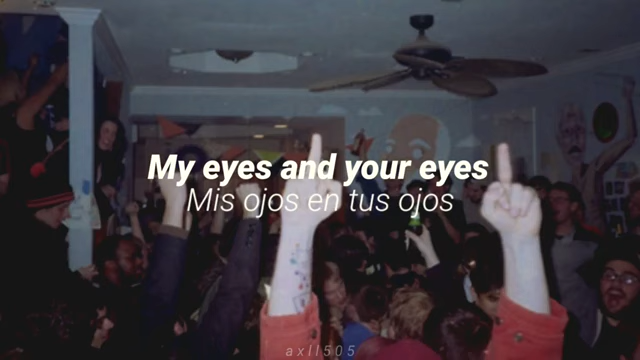 My eyes and your eyes
Mis ojos en tus ojos
axll505